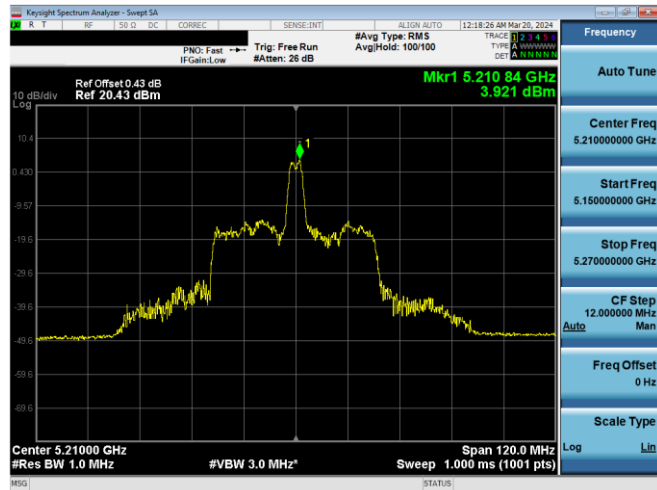 Keysight Spectrum Analyzer - Swept SA
R T RF 50 Ω DC CORREC SENSE:INT ALIGN AUTO 12:18:26 AM Mar 20, 2024
#Avg Type: RMS TRACE 1 2 3 4 5 6
PNO: Fast Trig: Free Run Avg|Hold: 100/100 TYPE A WWWWW
IFGain:Low #Atten: 26 dB DET A N N N N N
Mkr1 5.210 84 GHz
Ref Offset 0.43 dB
10 dB/div Ref 20.43 dBm 3.921 dBm
Log
1
10.4
0.430
-9.57
-19.6
-29.6
-39.6
-49.6
-59.6
-69.6
Center 5.21000 GHz Span 120.0 MHz
#Res BW 1.0 MHz #VBW 3.0 MHz* Sweep 1.000 ms (1001 pts)
MSG STATUS
Frequency
Auto Tune
Center Freq
5.210000000 GHz
Start Freq
5.150000000 GHz
Stop Freq
5.270000000 GHz
CF Step
12.000000 MHz
Auto Man
Freq Offset
0 Hz
Scale Type
Log Lin